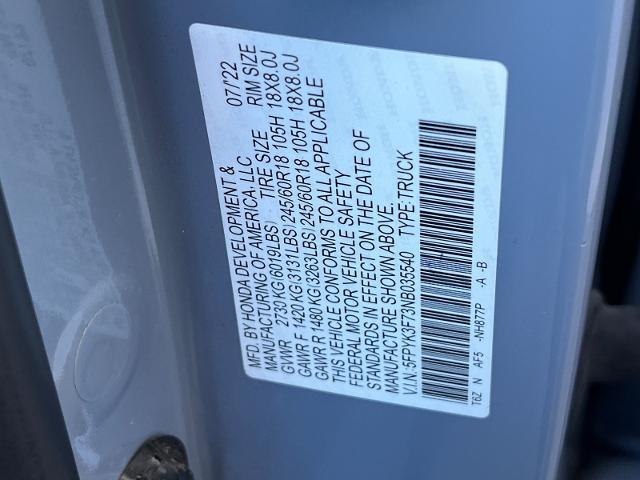 MFD. BY HONDA DEVELOPMENT & 07/'22
MANUFACTURING OF AMERICA. LLC
TIRE SIZE RIM SIZE
GVWR 2730 KG(6019LBS)
GAWR F 1420 KG(3131LBS) 245/60R18 105H 18X8.0J
GAWR R 1480 KG(3263LBS) 245/60R18 105H 18X8.0J
THIS VEHICLE CONFORMS TO ALL APPLICABLE
FEDERAL MOTOR VEHICLE SAFETY
STANDARDS IN EFFECT ON THE DATE OF
MANUFACTURE SHOWN ABOVE.
V.I.N.:5FPYK3F73NB035540 TYPE:TRUCK
T6Z N AF5 -NH877P -A -B